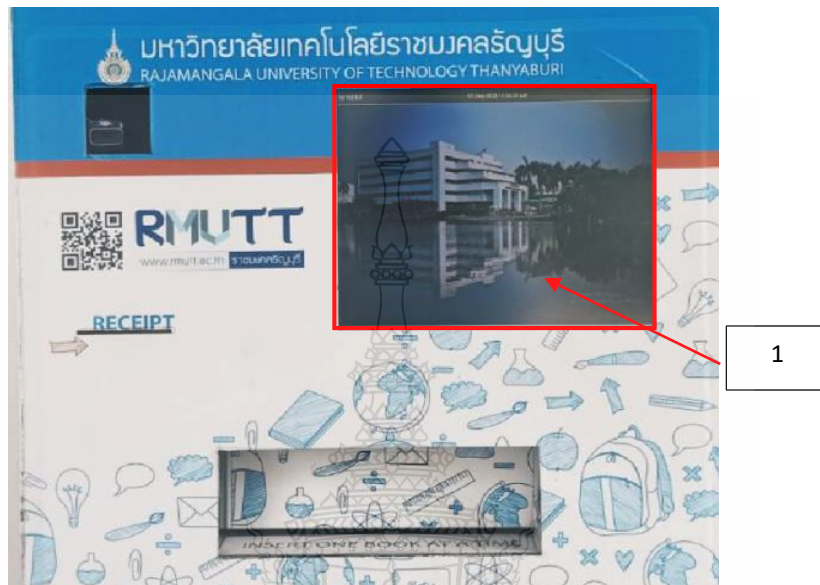 มหาวิทยาลัยเทคโนโลยีราชมงคลธัญบุรี
RAJAMANGALA UNIVERSITY OF TECHNOLOGY THANYABURI
RMUTT
www.rmutt.ac.th ราชมงคลธัญบุรี
RECEIPT
1
INSERT ONE BOOK AT A TIME